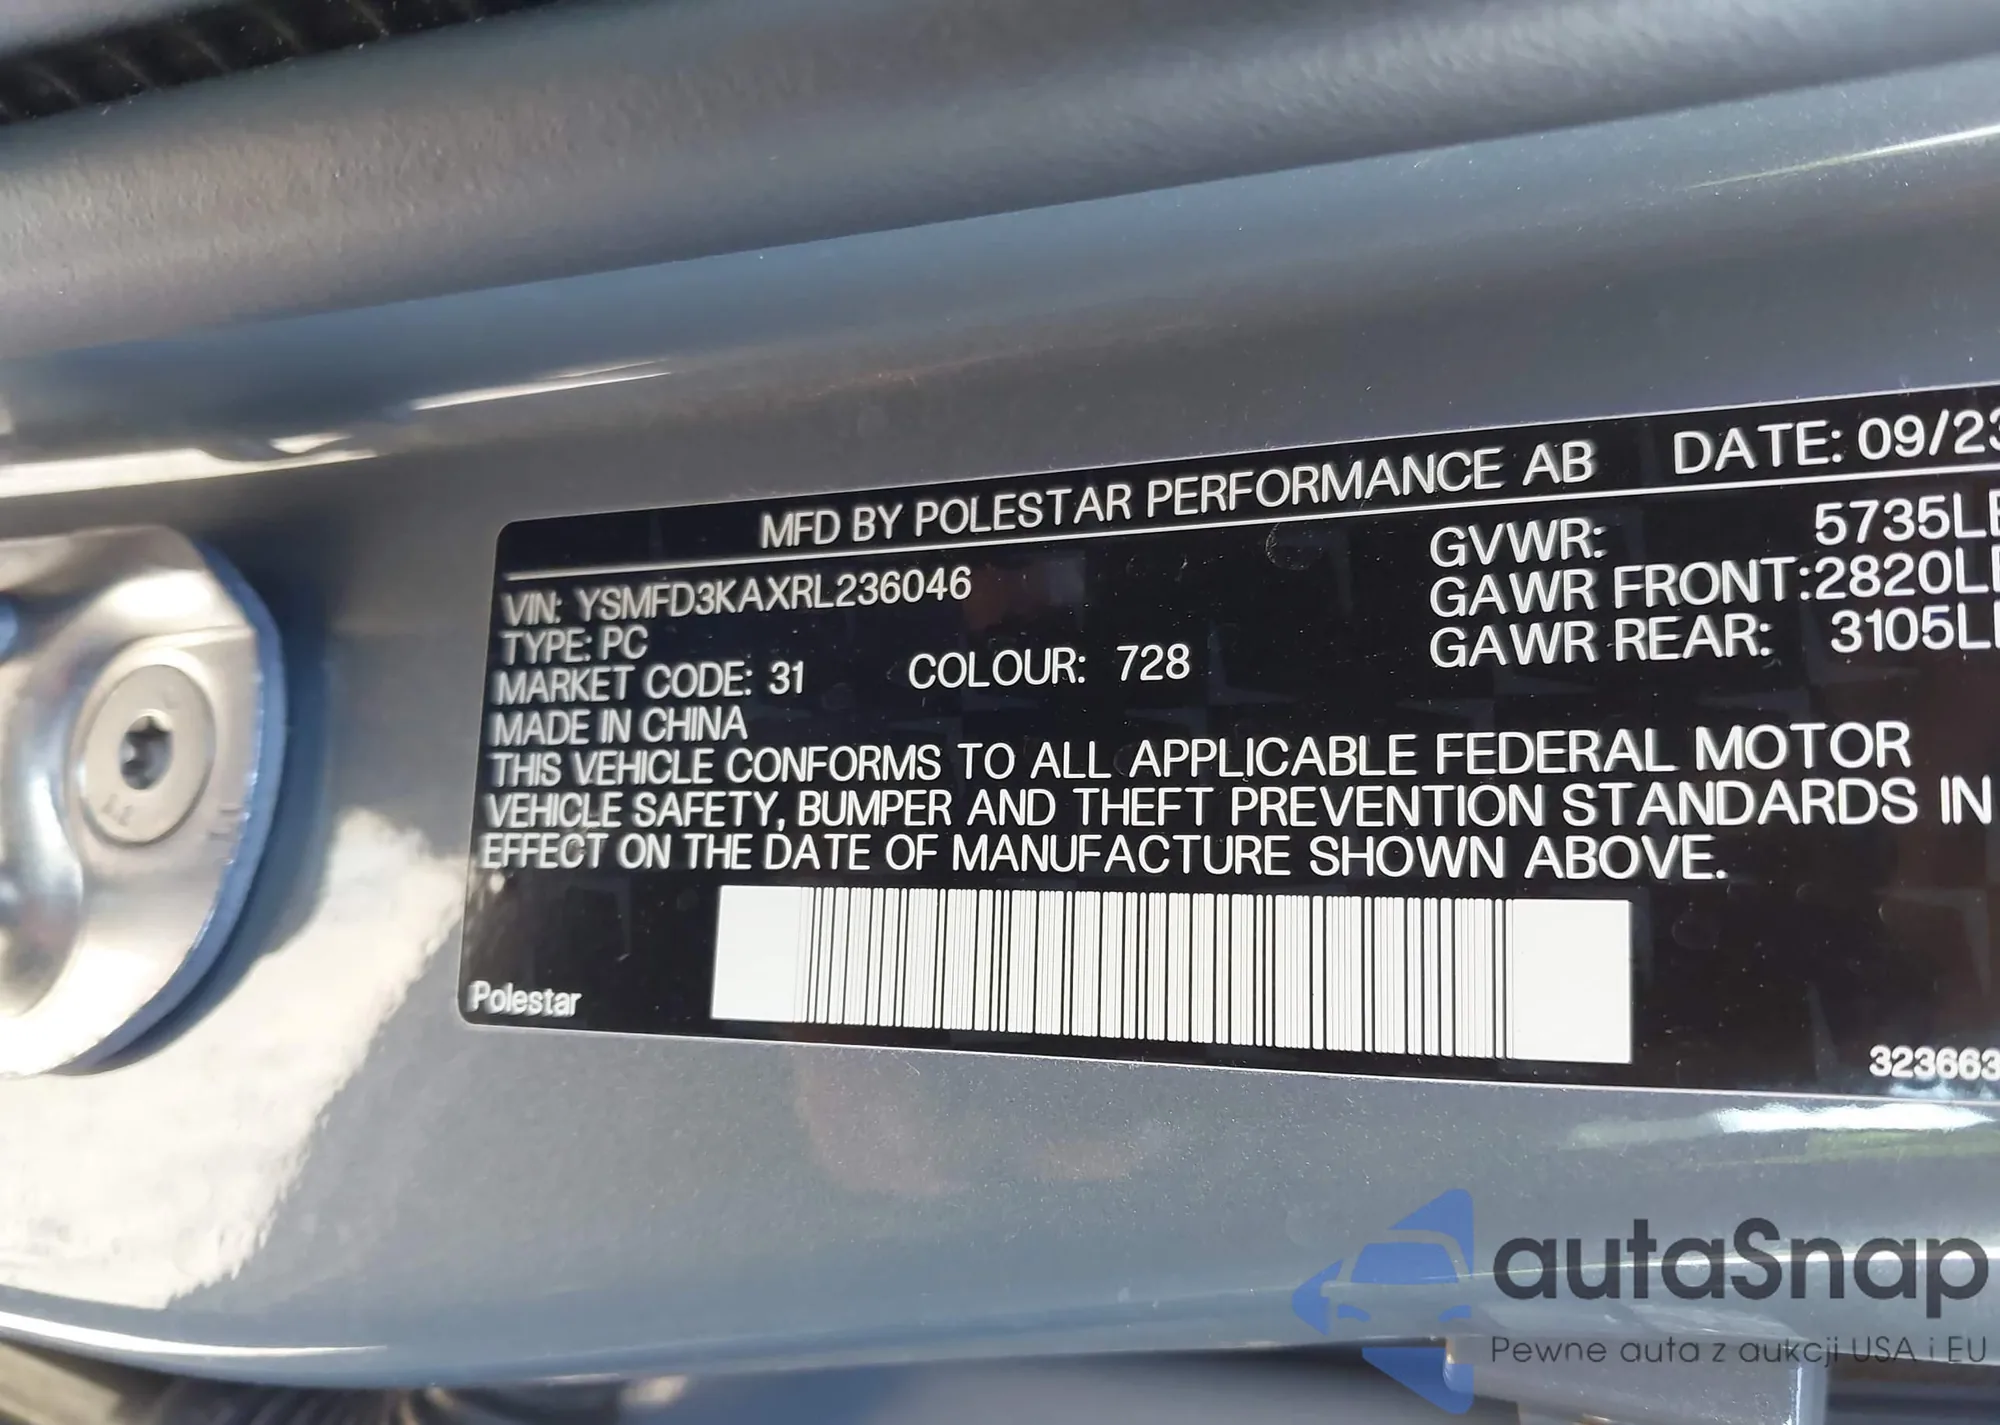 MFD BY POLESTAR PERFORMANCE AB DATE: 09/23
VIN: YSMFD3KAXRL236046 GVWR: 5735LB
TYPE: PC GAWR FRONT:2820LB
MARKET CODE: 31 COLOUR: 728 GAWR REAR: 3105LB
MADE IN CHINA
THIS VEHICLE CONFORMS TO ALL APPLICABLE FEDERAL MOTOR
VEHICLE SAFETY, BUMPER AND THEFT PREVENTION STANDARDS IN
EFFECT ON THE DATE OF MANUFACTURE SHOWN ABOVE.
Polestar
323663
autaSnap
Pewne auta z aukcji USA i EU